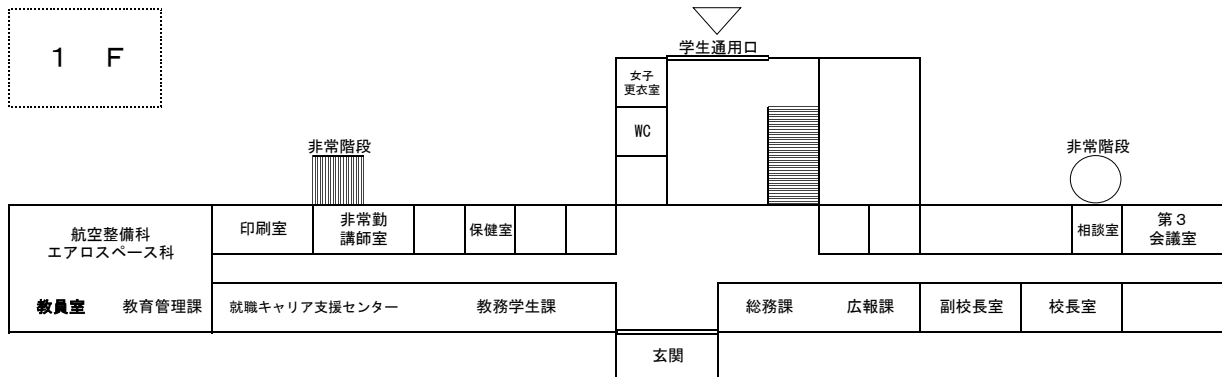 1 F
学生通用口
女子
更衣室
WC
非常階段
非常階段
航空整備科
エアロスペース科
印刷室
非常勤
講師室
保健室
相談室
第3
会議室
教員室
教育管理課
就職キャリア支援センター
教務学生課
総務課
広報課
副校長室
校長室
玄関